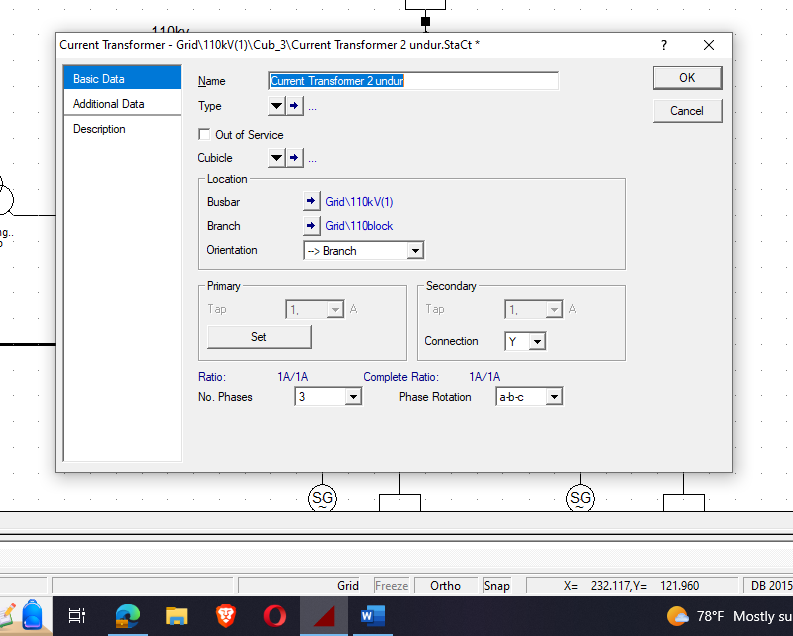 110kv
Current Transformer - Grid\110kV(1)\Cub_3\Current Transformer 2 undur.StaCt *
?
Basic Data
Additional Data
Description
Name
Current Transformer 2 undur
OK
Type
...
Cancel
Out of Service
Cubicle
...
Location
Busbar
Grid\110kV(1)
Branch
Grid\110block
Orientation
--> Branch
Primary
Tap 1, A
Set
Secondary
Tap 1, A
Connection Y
Ratio: 1A/1A Complete Ratio: 1A/1A
No. Phases 3 Phase Rotation a-b-c
ng..
SG
~
SG
~
Grid Freeze Ortho Snap X= 232.117,Y= 121.960 DB 2015
W
78°F Mostly su